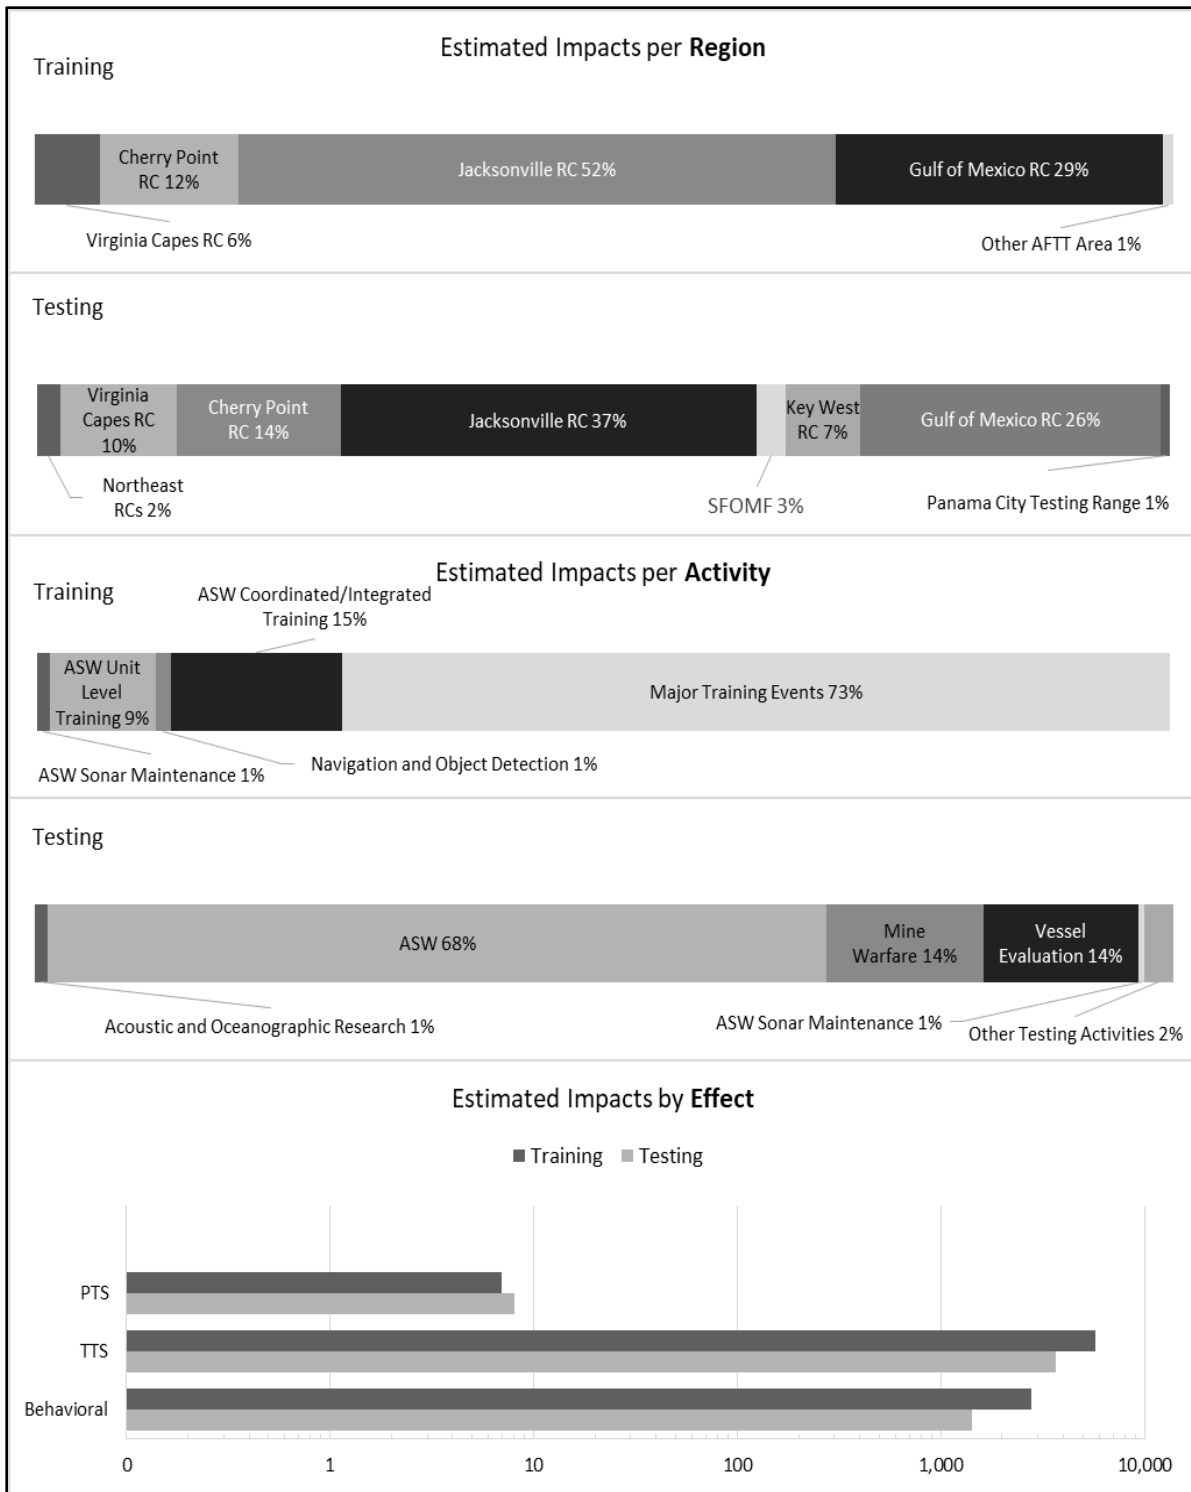 Estimated Impacts per Region
Training
Cherry Point
RC 12%
Jacksonville RC 52%
Gulf of Mexico RC 29%
Virginia Capes RC 6%
Other AFTT Area 1%
Testing
Virginia
Capes RC
10%
Cherry Point
RC 14%
Jacksonville RC 37%
Key West
RC 7%
Gulf of Mexico RC 26%
Northeast
RCs 2%
SFOMF 3%
Panama City Testing Range 1%
Estimated Impacts per Activity
Training
ASW Coordinated/Integrated
Training 15%
ASW Unit
Level
Training 9%
Major Training Events 73%
ASW Sonar Maintenance 1%
Navigation and Object Detection 1%
Testing
ASW 68%
Mine
Warfare 14%
Vessel
Evaluation 14%
Acoustic and Oceanographic Research 1%
ASW Sonar Maintenance 1%
Other Testing Activities 2%
Estimated Impacts by Effect
Training
Testing
PTS
TTS
Behavioral
0
1
10
100
1,000
10,000